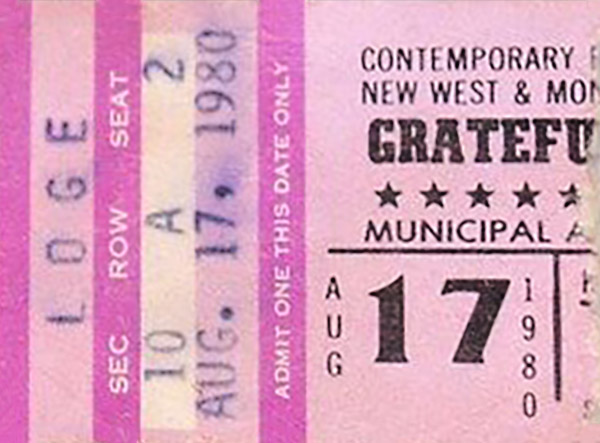 LOGE
SEC ROW SEAT
10 A 2
AUG. 17, 1980
ADMIT ONE THIS DATE ONLY
CONTEMPORARY
NEW WEST & MON
GRATEFU
MUNICIPAL A
AUG
17
1980